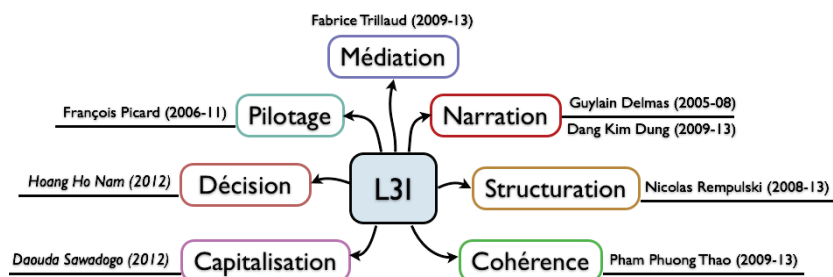 Fabrice Trillaud (2009-13)
Médiation
François Picard (2006-11)
Pilotage
Narration
Guylain Delmas (2005-08)
Dang Kim Dung (2009-13)
Hoang Ho Nam (2012)
Décision
L3I
Structuration
Nicolas Rempulski (2008-13)
Daouda Sawadogo (2012)
Capitalisation
Cohérence
Pham Phuong Thao (2009-13)